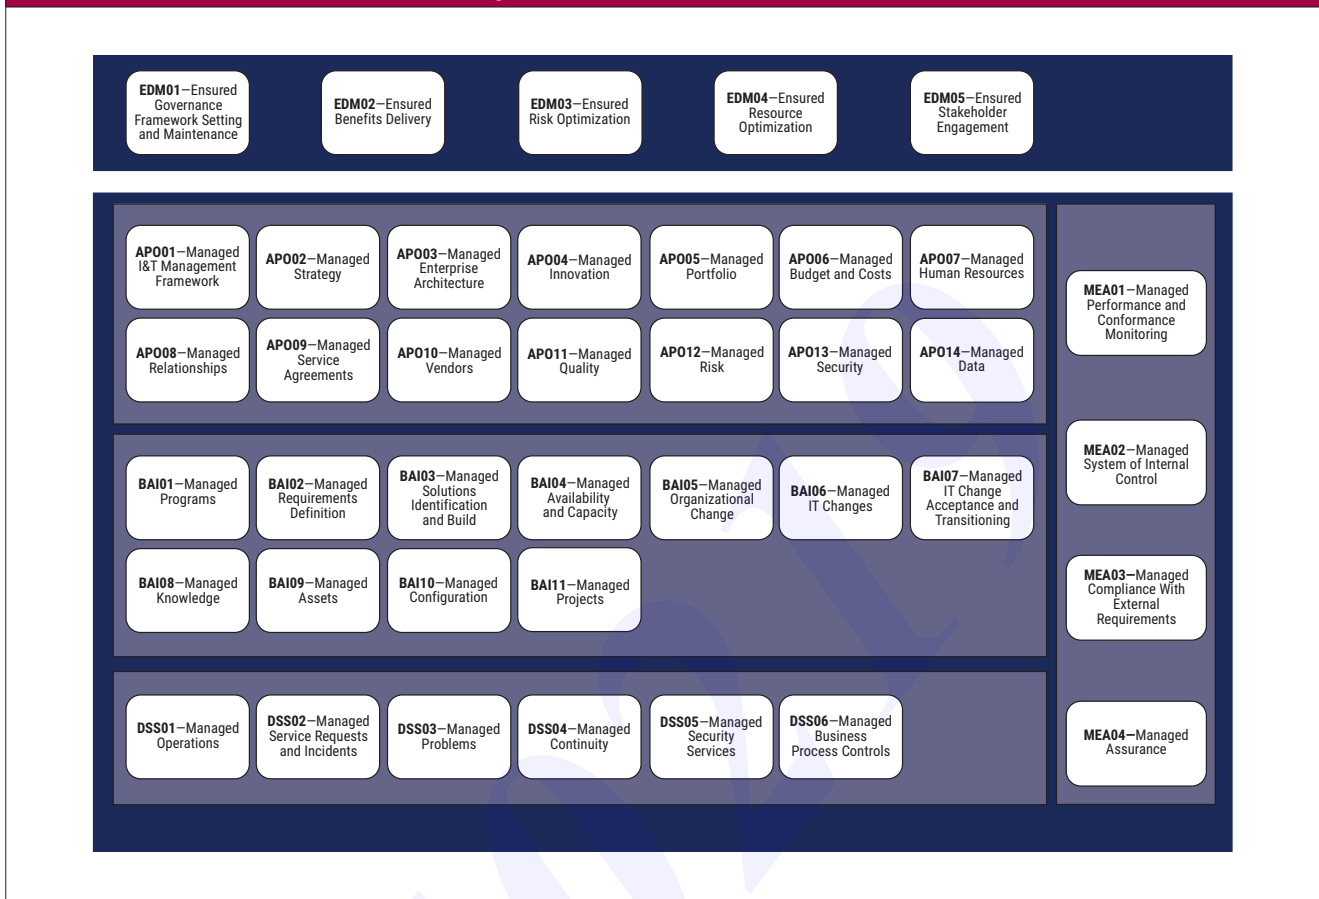 EDM01—Ensured
Governance
Framework Setting
and Maintenance
EDM02—Ensured
Benefits Delivery
EDM03—Ensured
Risk Optimization
EDM04—Ensured
Resource
Optimization
EDM05—Ensured
Stakeholder
Engagement
APO01—Managed
I&T Management
Framework
APO02—Managed
Strategy
APO03—Managed
Enterprise
Architecture
APO04—Managed
Innovation
APO05—Managed
Portfolio
APO06—Managed
Budget and Costs
APO07—Managed
Human Resources
APO08—Managed
Relationships
APO09—Managed
Service
Agreements
APO10—Managed
Vendors
APO11—Managed
Quality
APO12—Managed
Risk
APO13—Managed
Security
APO14—Managed
Data
BAI01—Managed
Programs
BAI02—Managed
Requirements
Definition
BAI03—Managed
Solutions
Identification
and Build
BAI04—Managed
Availability
and Capacity
BAI05—Managed
Organizational
Change
BAI06—Managed
IT Changes
BAI07—Managed
IT Change
Acceptance and
Transitioning
BAI08—Managed
Knowledge
BAI09—Managed
Assets
BAI10—Managed
Configuration
BAI11—Managed
Projects
DSS01—Managed
Operations
DSS02—Managed
Service Requests
and Incidents
DSS03—Managed
Problems
DSS04—Managed
Continuity
DSS05—Managed
Security
Services
DSS06—Managed
Business
Process Controls
MEA01—Managed
Performance and
Conformance
Monitoring
MEA02—Managed
System of Internal
Control
MEA03—Managed
Compliance With
External
Requirements
MEA04—Managed
Assurance